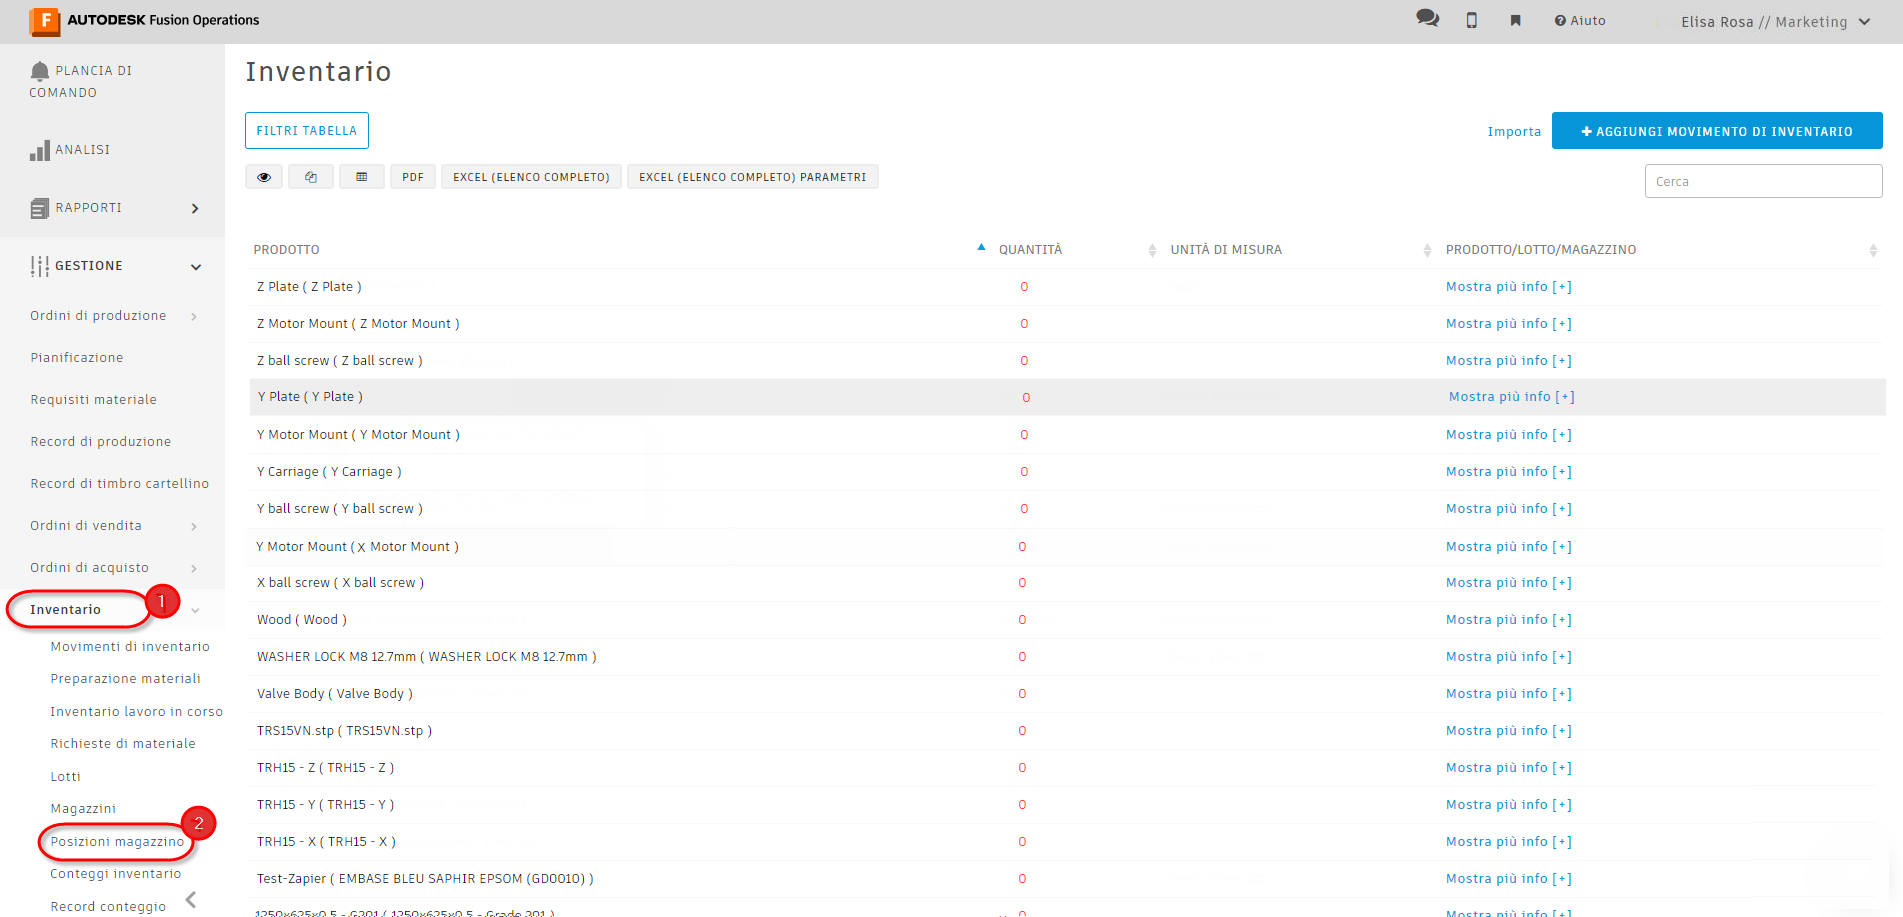 AUTODESK Fusion Operations
Aiuto
Elisa Rosa // Marketing
PLANCIA DI
COMANDO
ANALISI
RAPPORTI
GESTIONE
Ordini di produzione
Pianificazione
Requisiti materiale
Record di produzione
Record di timbro cartellino
Ordini di vendita
Ordini di acquisto
Inventario
1
Movimenti di inventario
Preparazione materiali
Inventario lavoro in corso
Richieste di materiale
Lotti
Magazzini
2
Posizioni magazzino
Conteggi inventario
Record conteggio
Inventario
FILTRI TABELLA
Importa
+ AGGIUNGI MOVIMENTO DI INVENTARIO
PDF EXCEL (ELENCO COMPLETO) EXCEL (ELENCO COMPLETO) PARAMETRI
Cerca
PRODOTTO QUANTITÀ UNITÀ DI MISURA PRODOTTO/LOTTO/MAGAZZINO
Z Plate ( Z Plate ) 0 Mostra più info [+]
Z Motor Mount ( Z Motor Mount ) 0 Mostra più info [+]
Z ball screw ( Z ball screw ) 0 Mostra più info [+]
Y Plate ( Y Plate ) 0 Mostra più info [+]
Y Motor Mount ( Y Motor Mount ) 0 Mostra più info [+]
Y Carriage ( Y Carriage ) 0 Mostra più info [+]
Y ball screw ( Y ball screw ) 0 Mostra più info [+]
Y Motor Mount ( X Motor Mount ) 0 Mostra più info [+]
X ball screw ( X ball screw ) 0 Mostra più info [+]
Wood ( Wood ) 0 Mostra più info [+]
WASHER LOCK M8 12.7mm ( WASHER LOCK M8 12.7mm ) 0 Mostra più info [+]
Valve Body ( Valve Body ) 0 Mostra più info [+]
TRS15VN.stp ( TRS15VN.stp ) 0 Mostra più info [+]
TRH15 - Z ( TRH15 - Z ) 0 Mostra più info [+]
TRH15 - Y ( TRH15 - Y ) 0 Mostra più info [+]
TRH15 - X ( TRH15 - X ) 0 Mostra più info [+]
Test-Zapier ( EMBASE BLEU SAPHIR EPSOM (GD0010) ) 0 Mostra più info [+]
1250x625x0.5 - G201 ( 1250x625x0.5 - Grade 201 ) 0 Mostra più info [+]